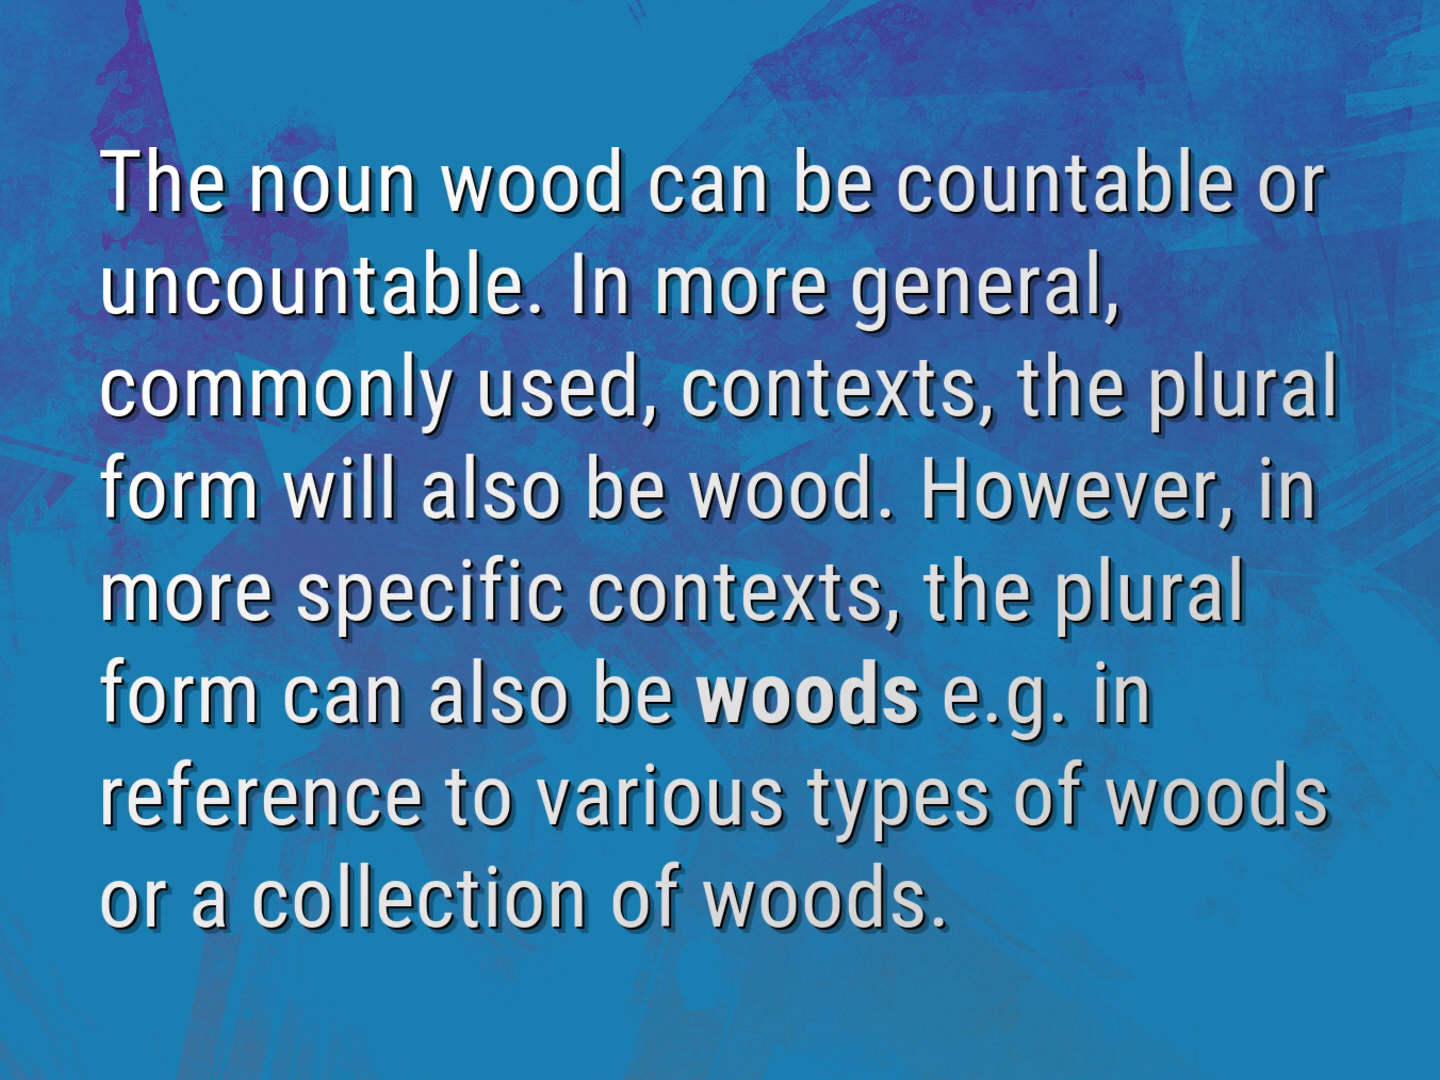 The noun wood can be countable or
uncountable. In more general,
commonly used, contexts, the plural
form will also be wood. However, in
more specific contexts, the plural
form can also be woods e.g. in
reference to various types of woods
or a collection of woods.